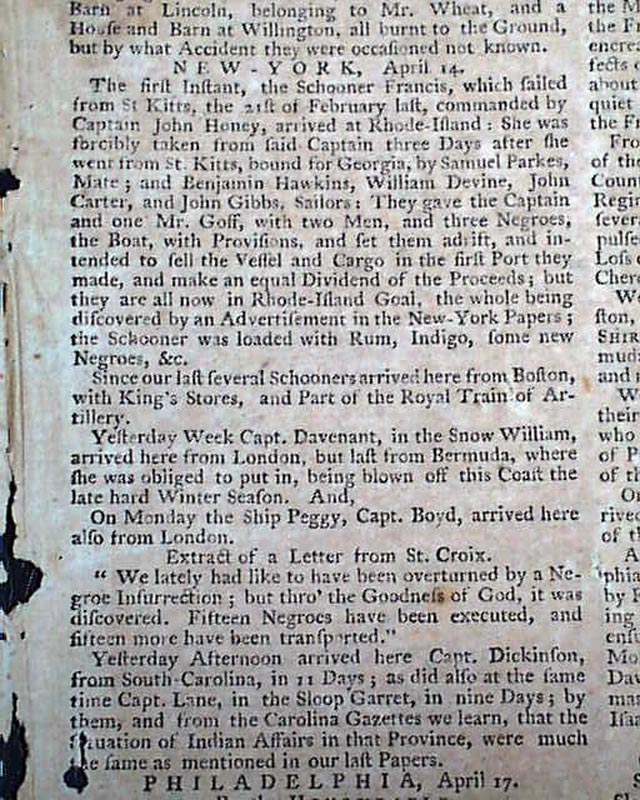 Barn at Lincoln, belonging to Mr. Wheat, and a
House and Barn at Willington, all burnt to the Ground,
but by what Accident they were occaſioned not known.
NEW-YORK, April 14.
The firſt Inſtant, the Schooner Francis, which ſailed
from St Kitts, the 21ſt of February laſt, commanded by
Captain John Honey, arrived at Rhode-Iſland: She was
forcibly taken from ſaid Captain three Days after ſhe
went from St. Kitts, bound for Georgia, by Samuel Parkes,
Mate; and Benjamin Hawkins, William Devine, John
Carter, and John Gibbs, Sailors: They gave the Captain
and one Mr. Goff, with two Men, and three Negroes,
the Boat, with Proviſions, and ſet them adrift, and in-
tended to ſell the Veſſel and Cargo in the firſt Port they
made, and make an equal Dividend of the Proceeds; but
they are all now in Rhode-Iſland Goal, the whole being
diſcovered by an Advertiſement in the New-York Papers;
the Schooner was loaded with Rum, Indigo, ſome new
Negroes, &c.
Since our laſt ſeveral Schooners arrived here from Boſton,
with King's Stores, and Part of the Royal Train of Ar-
tillery.
Yeſterday Week Capt. Davenant, in the Snow William,
arrived here from London, but laſt from Bermuda, where
ſhe was obliged to put in, being blown off this Coaſt the
late hard Winter Seaſon. And,
On Monday the Ship Peggy, Capt. Boyd, arrived here
alſo from London.
Extract of a Letter from St. Croix.
" We lately had like to have been overturned by a Ne-
groe Inſurrection; but thro' the Goodneſs of God, it was
diſcovered. Fifteen Negroes have been executed, and
fifteen more have been tranſported."
Yeſterday Afternoon arrived here Capt. Dickinſon,
from South-Carolina, in 11 Days; as did alſo at the ſame
time Capt. Lane, in the Sloop Garret, in nine Days; by
them, and from the Carolina Gazettes we learn, that the
Situation of Indian Affairs in that Province, were much
the ſame as mentioned in our laſt Papers.
PHILADELPHIA, April 17.